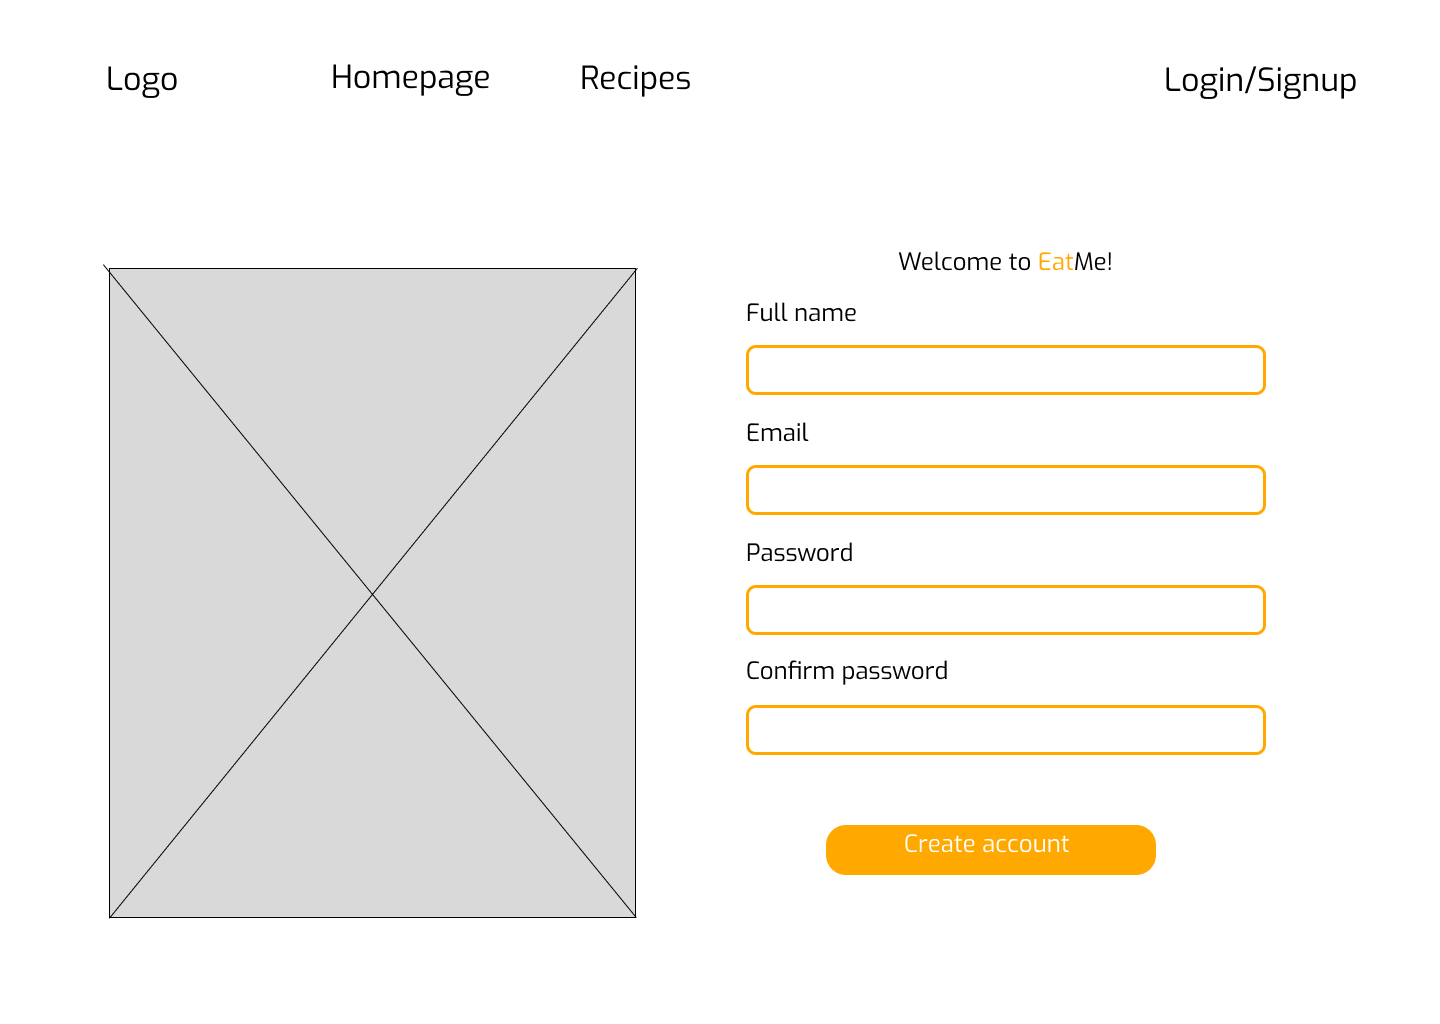 Logo Homepage Recipes Login/Signup
Welcome to EatMe!
Full name
Email
Password
Confirm password
Create account